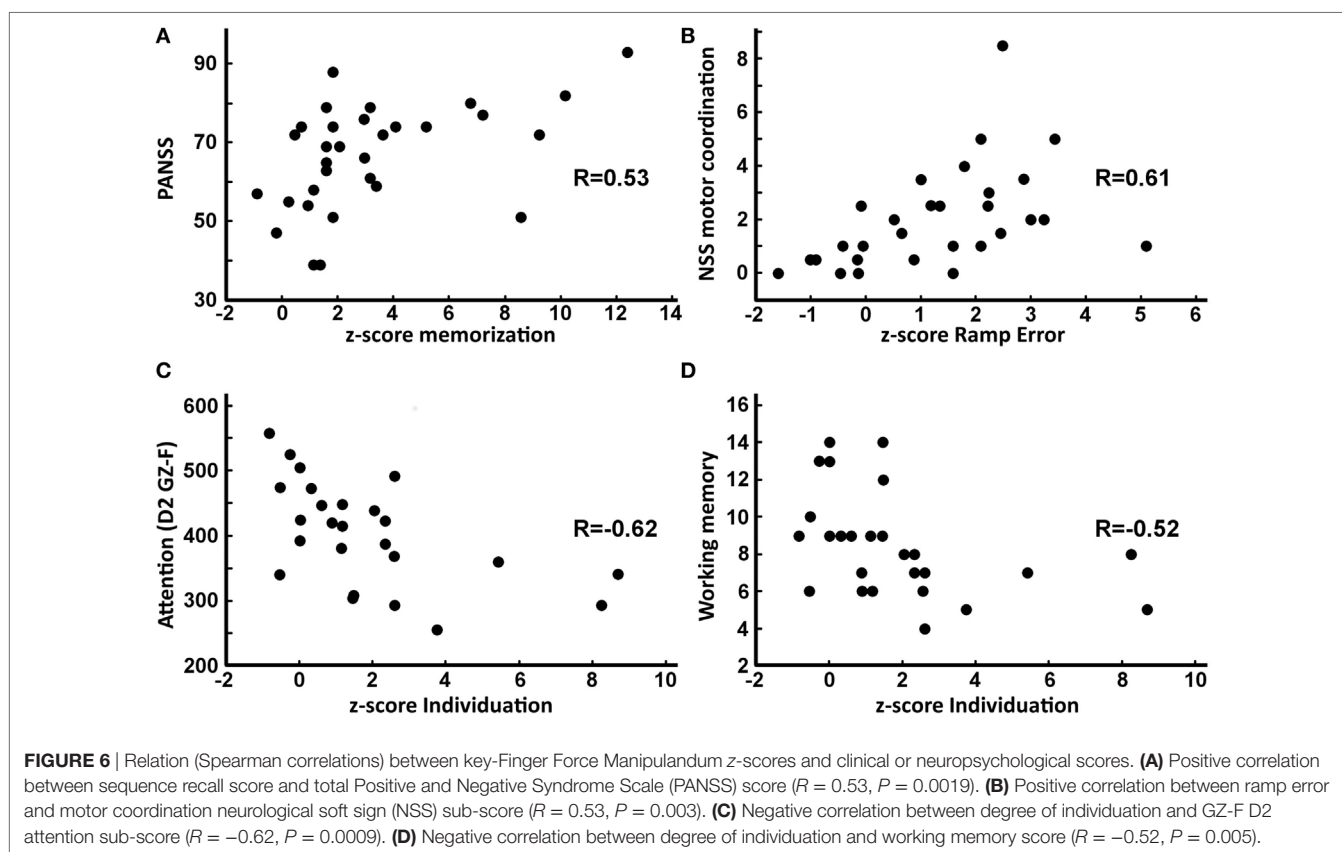 A
PANSS
90
70
50
30
R=0.53
-2 0 2 4 6 8 10 12 14
z-score memorization
B
NSS motor coordination
8
6
4
2
0
R=0.61
-2 -1 0 1 2 3 4 5 6
z-score Ramp Error
C
Attention (D2 GZ-F)
600
500
400
300
200
R=-0.62
-2 0 2 4 6 8 10
z-score Individuation
D
Working memory
16
14
12
10
8
6
4
2
R=-0.52
-2 0 2 4 6 8 10
z-score Individuation
FIGURE 6 | Relation (Spearman correlations) between key-Finger Force Manipulandum z-scores and clinical or neuropsychological scores. (A) Positive correlation
between sequence recall score and total Positive and Negative Syndrome Scale (PANSS) score (R = 0.53, P = 0.0019). (B) Positive correlation between ramp error
and motor coordination neurological soft sign (NSS) sub-score (R = 0.53, P = 0.003). (C) Negative correlation between degree of individuation and GZ-F D2
attention sub-score (R = −0.62, P = 0.0009). (D) Negative correlation between degree of individuation and working memory score (R = −0.52, P = 0.005).